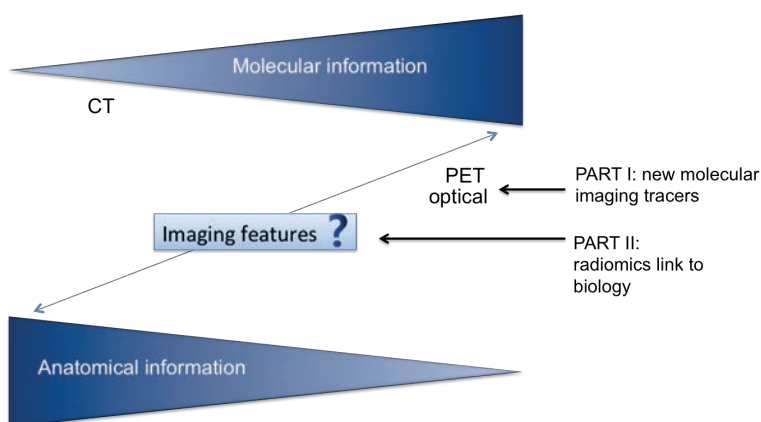 Molecular information
CT
PET
optical
PART I: new molecular
imaging tracers
Imaging features ?
PART II:
radiomics link to
biology
Anatomical information